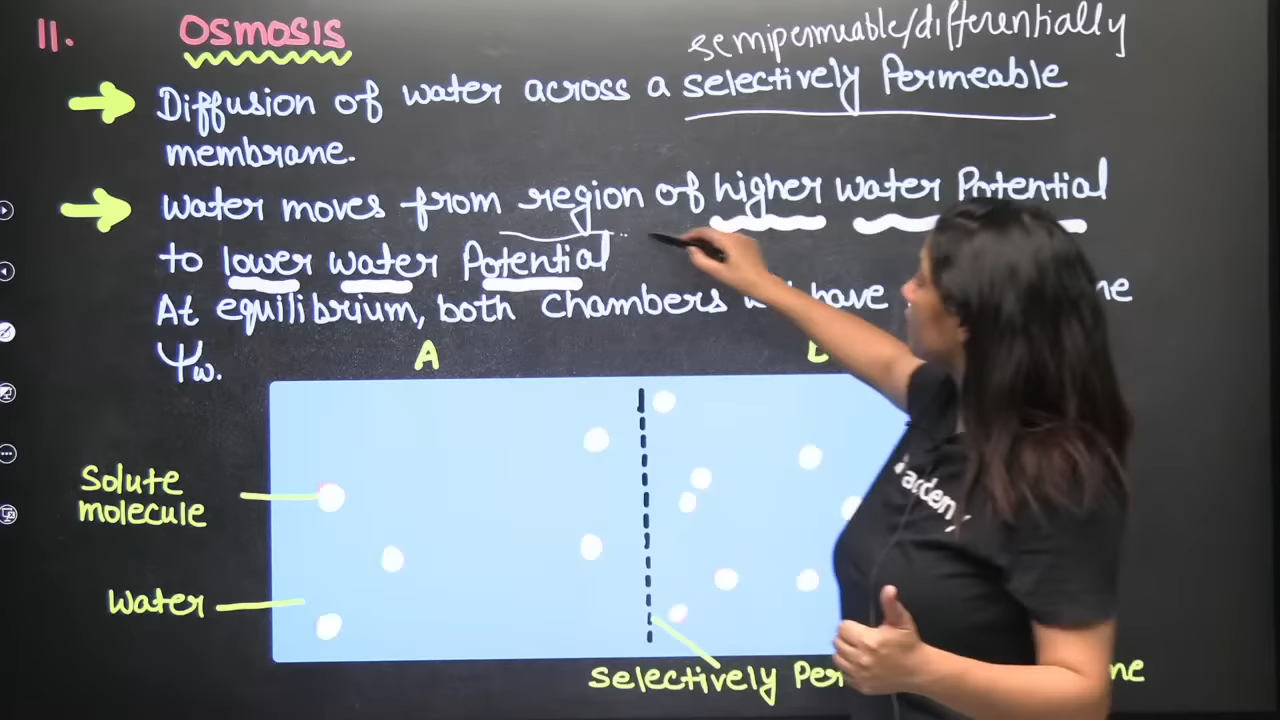 11. OSMOSIS
semipermeable/differentially
Diffusion of water across a selectively Permeable
membrane.
Water moves from region of higher water Potential
to lower water Potential
At equilibrium, both Chambers have
Ψw.
A
Solute
molecule
Water
Selectively